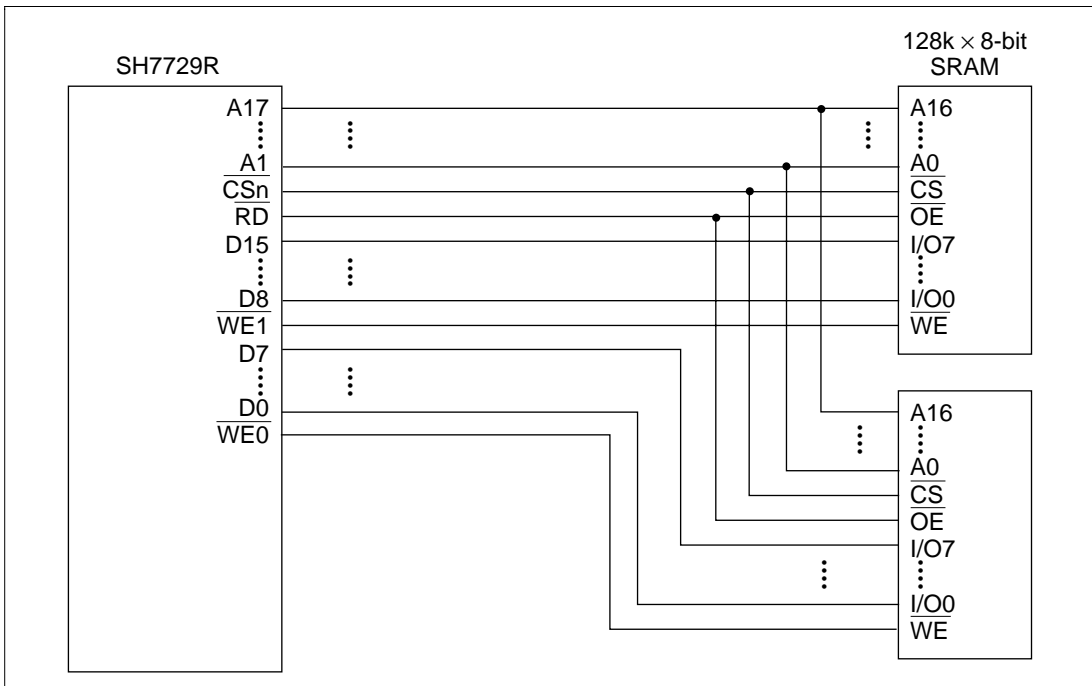 SH7729R
A17
A1
CSn
RD
D15
D8
WE1
D7
D0
WE0
128k × 8-bit
SRAM
A16
A0
CS
OE
I/O7
I/O0
WE
A16
A0
CS
OE
I/O7
I/O0
WE